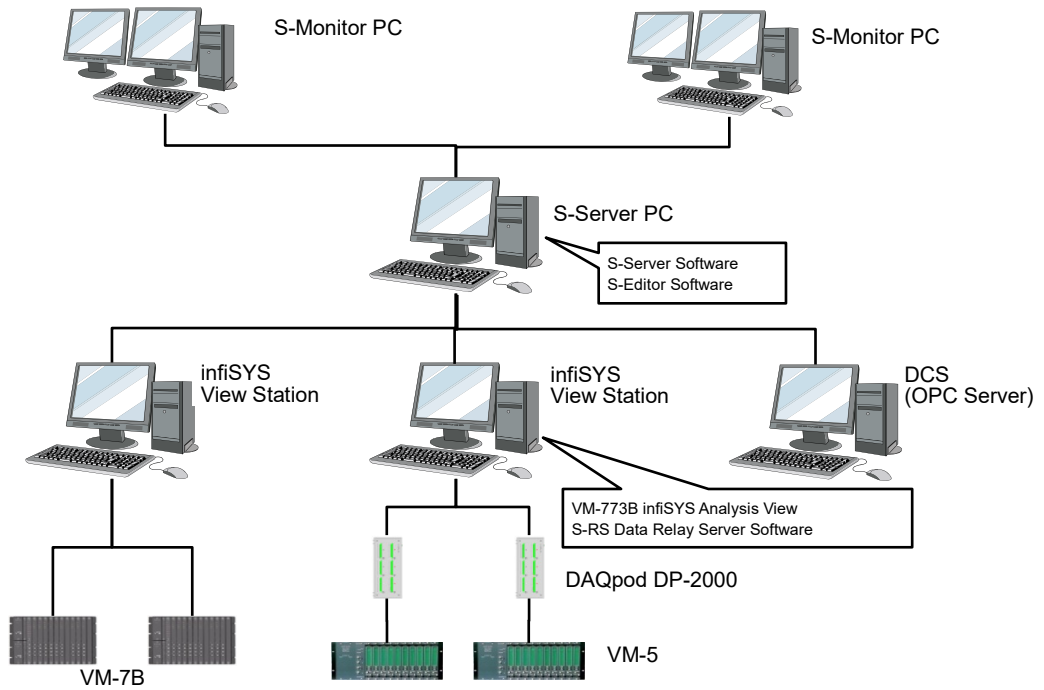 S-Monitor PC
S-Monitor PC
S-Server PC
S-Server Software
S-Editor Software
infiSYS
View Station
infiSYS
View Station
DCS
(OPC Server)
VM-773B infiSYS Analysis View
S-RS Data Relay Server Software
DAQpod DP-2000
VM-5
VM-7B